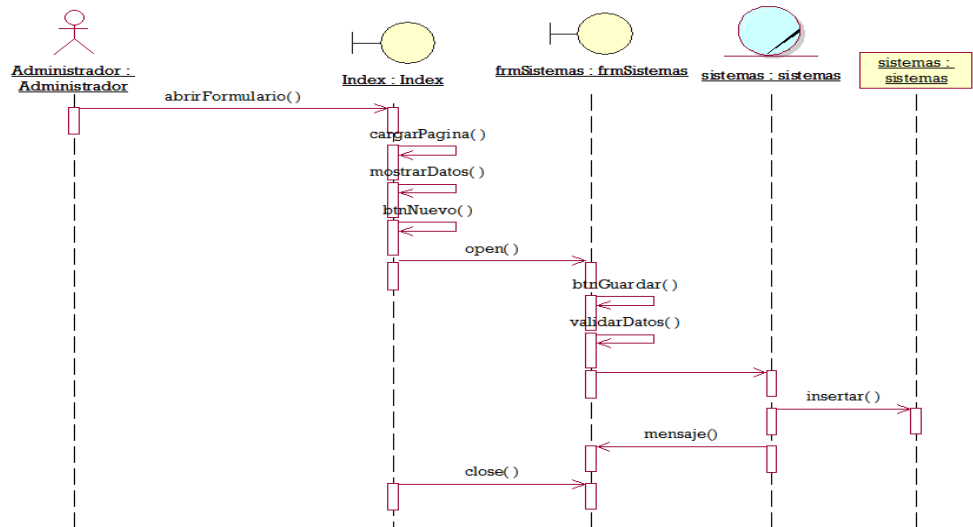 Administrador :
Administrador
Index : Index
frmSistemas : frmSistemas
sistemas : sistemas
sistemas :
sistemas
abrirFormulario()
cargarPagina()
mostrarDatos()
btnNuevo()
open()
btnGuardar()
validarDatos()
insertar( )
mensaje()
close( )